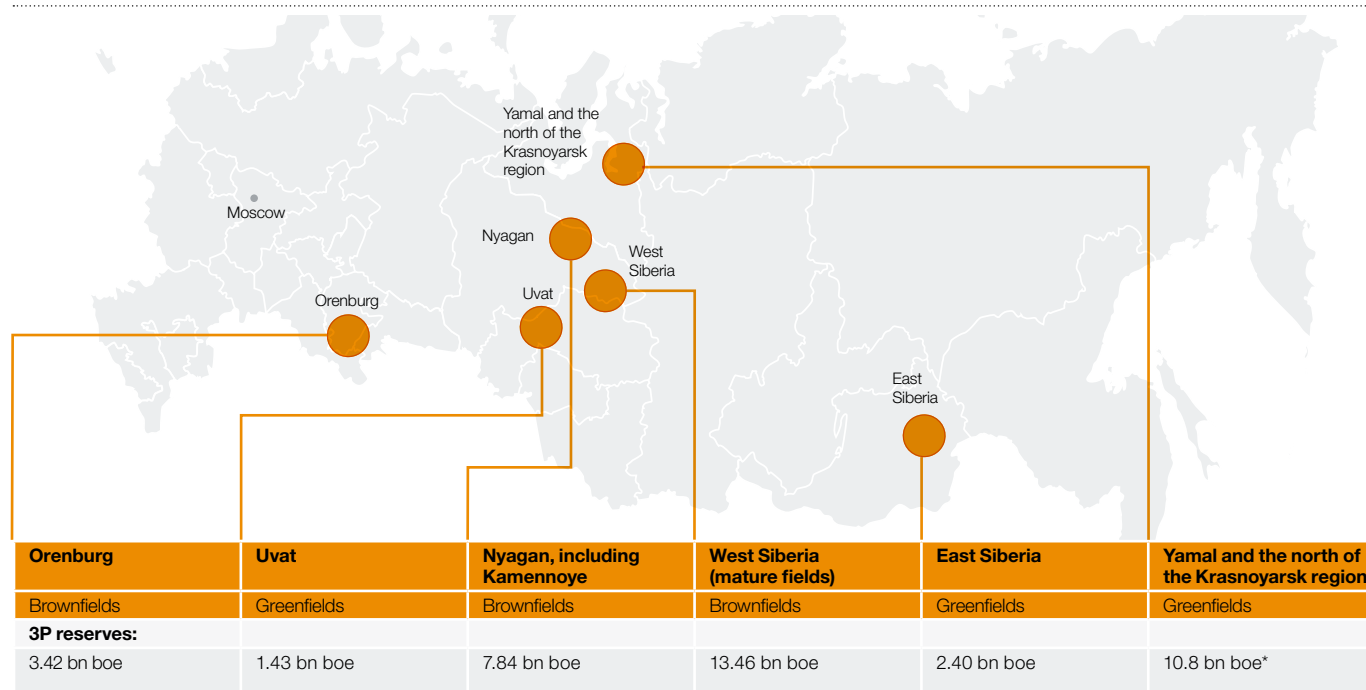 Yamal and the
north of the
Krasnoyarsk
region
Moscow
Nyagan
West
Siberia
Uvat
Orenburg
East
Siberia
Orenburg
Uvat
Nyagan, including
Kamennoye
West Siberia
(mature fields)
East Siberia
Yamal and the north of
the Krasnoyarsk region
Brownfields
Greenfields
Brownfields
Brownfields
Greenfields
Greenfields
3P reserves:
3.42 bn boe
1.43 bn boe
7.84 bn boe
13.46 bn boe
2.40 bn boe
10.8 bn boe*